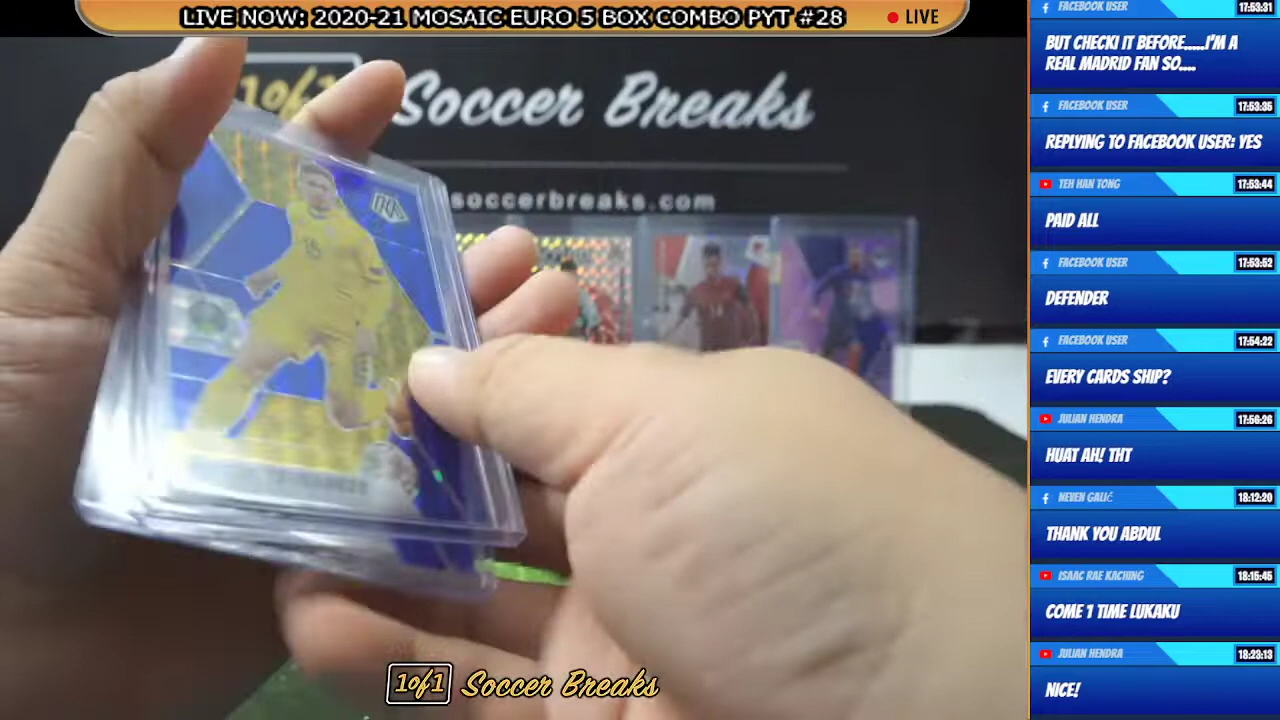 LIVE NOW: 2020-21 MOSAIC EURO 5 BOX COMBO PYT #28
LIVE
1of1 Soccer Breaks
soccerbreaks.com
15
1of1 Soccer Breaks
FACEBOOK USER 17:53:31
BUT CHECKI IT BEFORE.....I'M A
REAL MADRID FAN SO....
FACEBOOK USER 17:53:35
REPLYING TO FACEBOOK USER: YES
TEH HAN TONG 17:53:44
PAID ALL
FACEBOOK USER 17:53:52
DEFENDER
FACEBOOK USER 17:54:22
EVERY CARDS SHIP?
JULIAN HENDRA 17:56:26
HUAT AH! THT
NEVEN GALIĆ 18:12:20
THANK YOU ABDUL
ISAAC RAE KACHING 18:15:45
COME 1 TIME LUKAKU
JULIAN HENDRA 18:23:13
NICE!